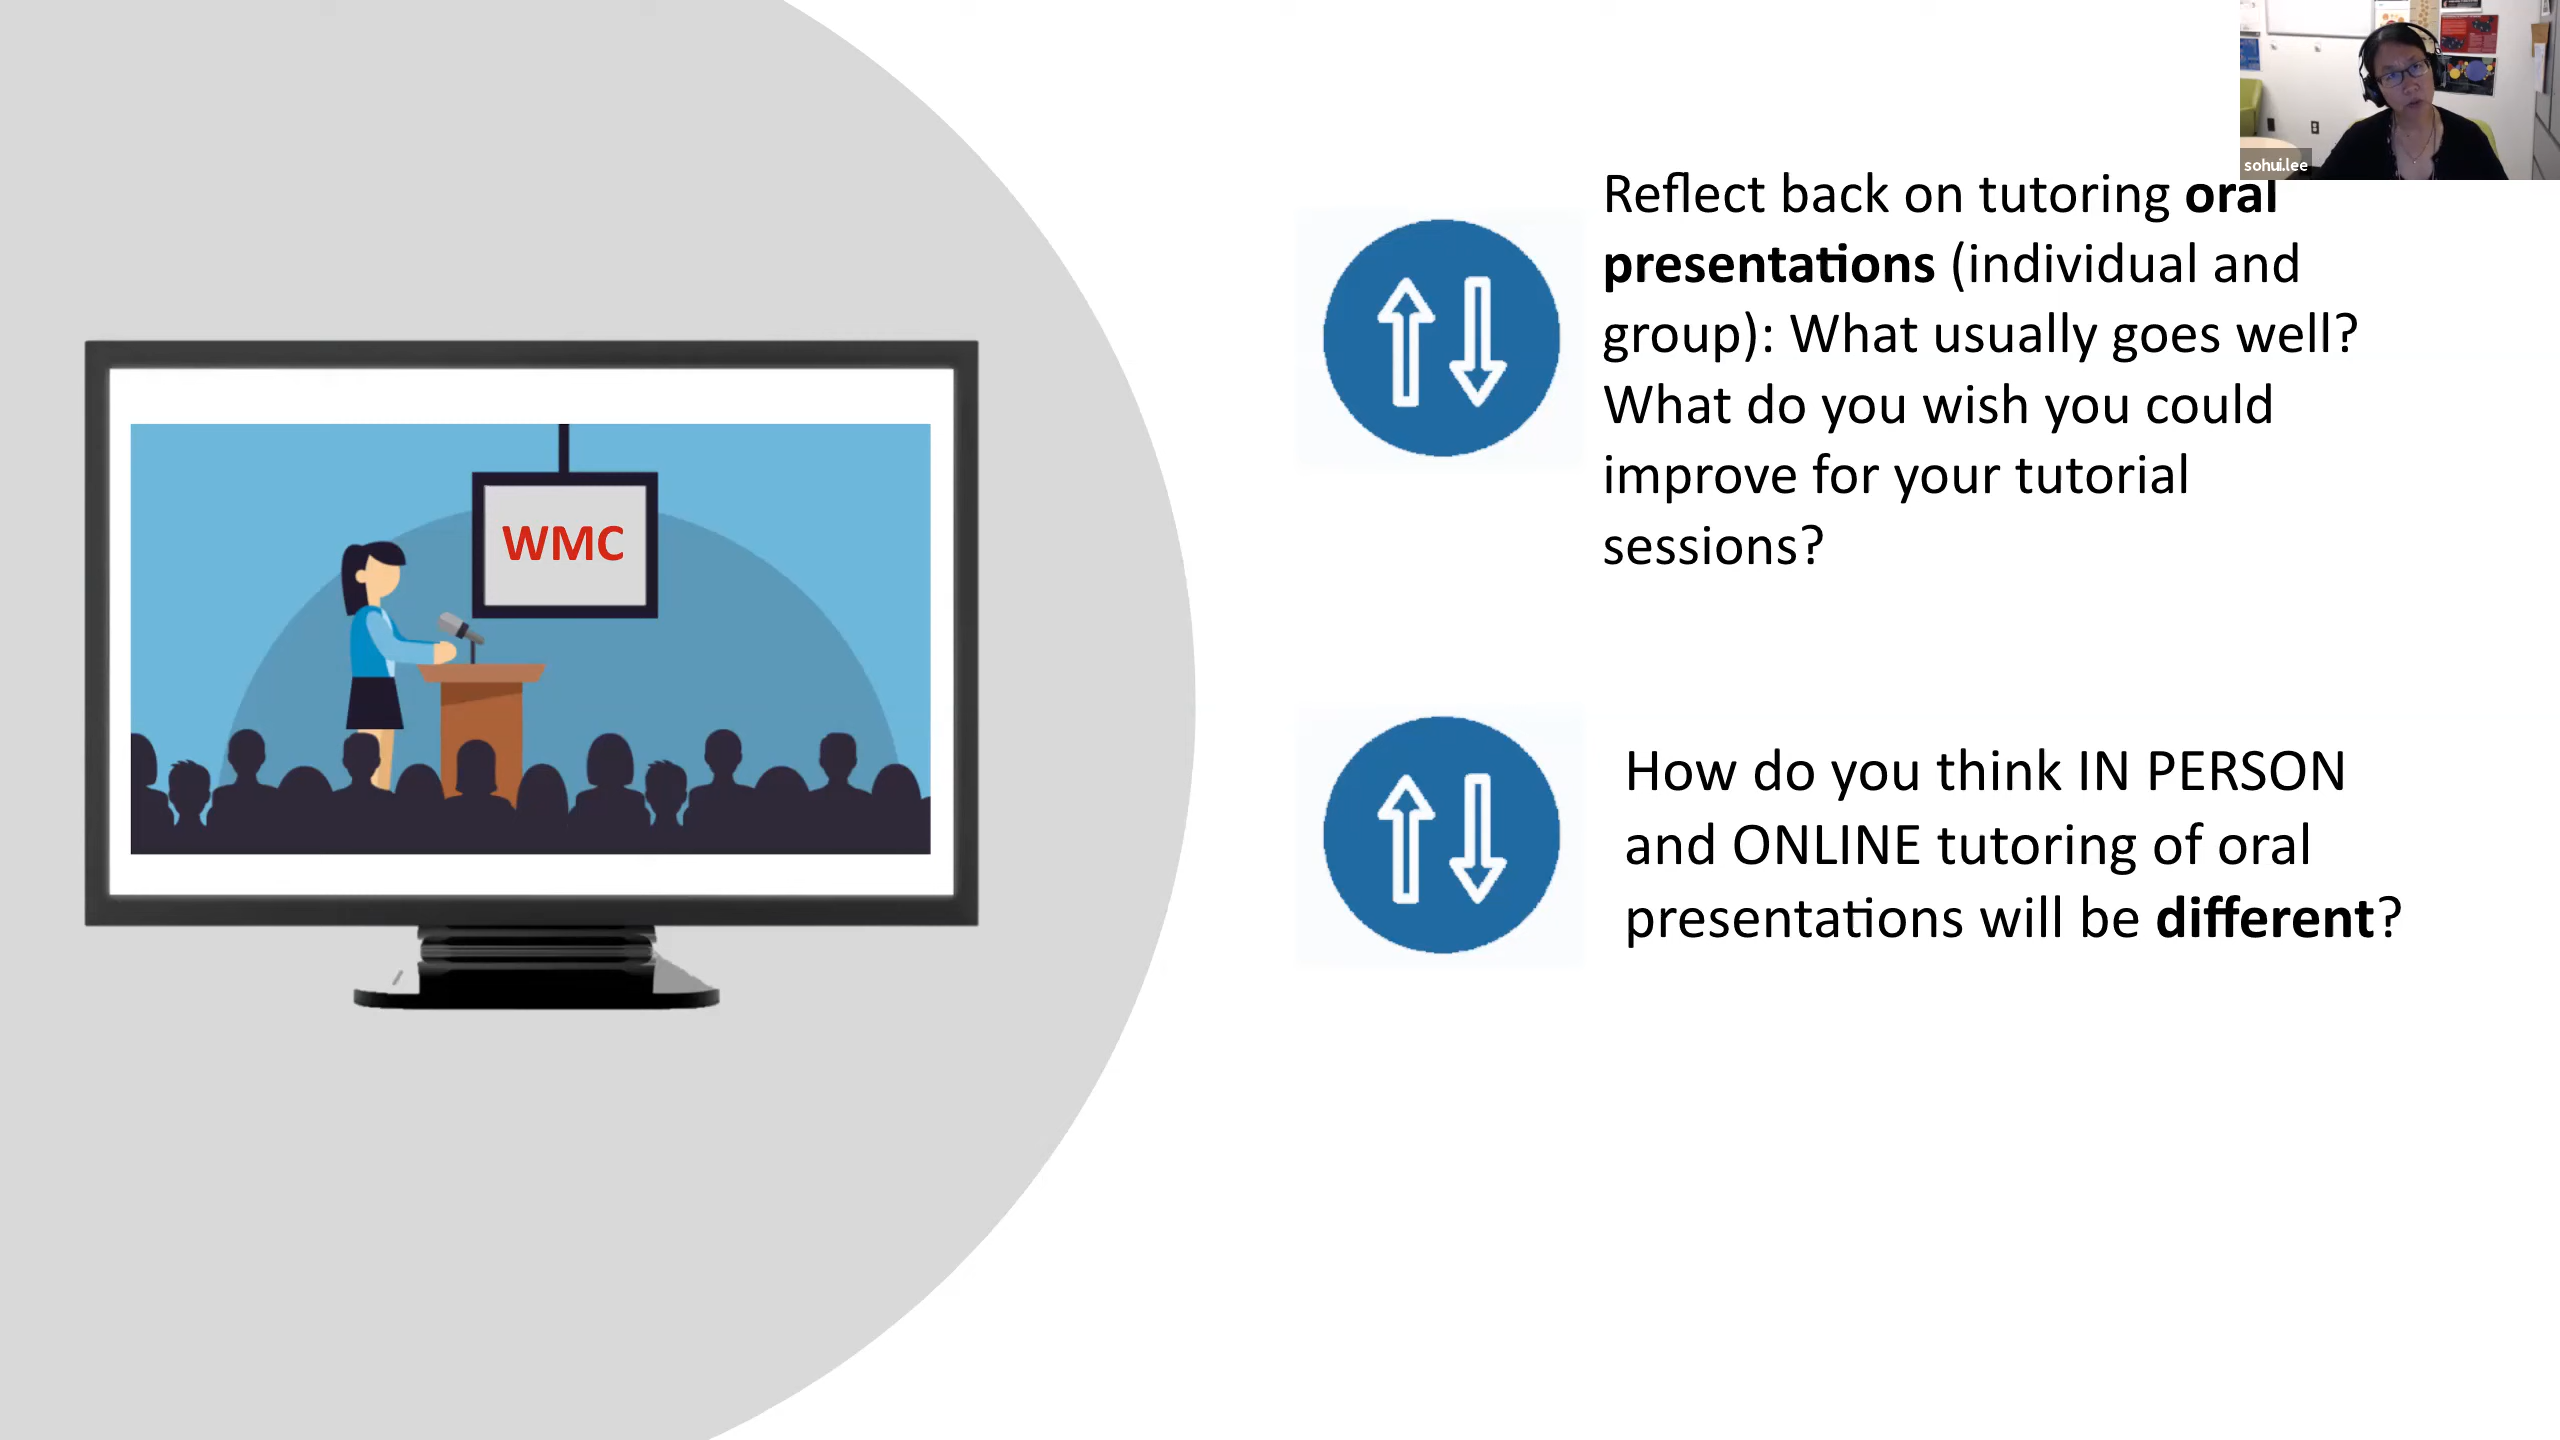 sohui.lee
Reflect back on tutoring oral
presentations (individual and
group): What usually goes well?
What do you wish you could
improve for your tutorial
sessions?
WMC
How do you think IN PERSON
and ONLINE tutoring of oral
presentations will be different?